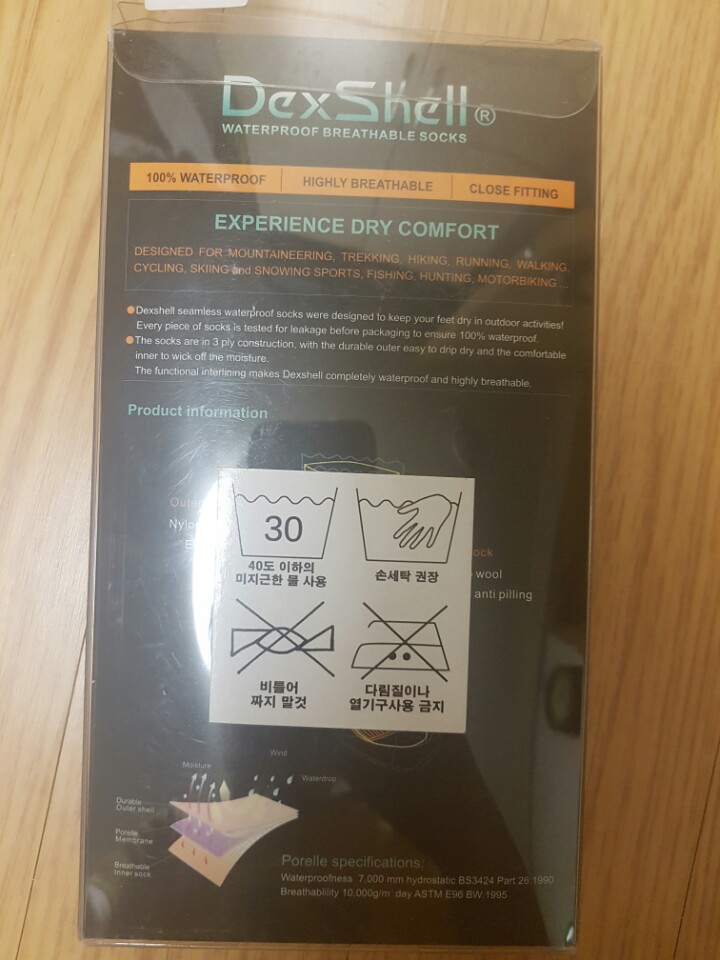 DexShell®
WATERPROOF BREATHABLE SOCKS
100% WATERPROOF HIGHLY BREATHABLE CLOSE FITTING
EXPERIENCE DRY COMFORT
DESIGNED FOR MOUNTAINEERING, TREKKING, HIKING, RUNNING, WALKING,
CYCLING, SKIING and SNOWING SPORTS, FISHING, HUNTING, MOTORBIKING ...
Dexshell seamless waterproof socks were designed to keep your feet dry in outdoor activities!
Every piece of socks is tested for leakage before packaging to ensure 100% waterproof.
The socks are in 3 ply construction, with the durable outer easy to drip dry and the comfortable
inner to wick off the moisture.
The functional interlining makes Dexshell completely waterproof and highly breathable.
Product information
30
40도 이하의
미지근한 물 사용
손세탁 권장
wool
anti pilling
비틀어
짜지 말것
다림질이나
열기구사용 금지
Wind
Moisture
Waterdrop
Durable
Outer shell
Porelle
Membrane
Breathable
Inner sock
Porelle specifications:
Waterproofness 7,000 mm hydrostatic BS3424 Part 26:1990
Breathablility 10,000g/m² day ASTM E96 BW:1995